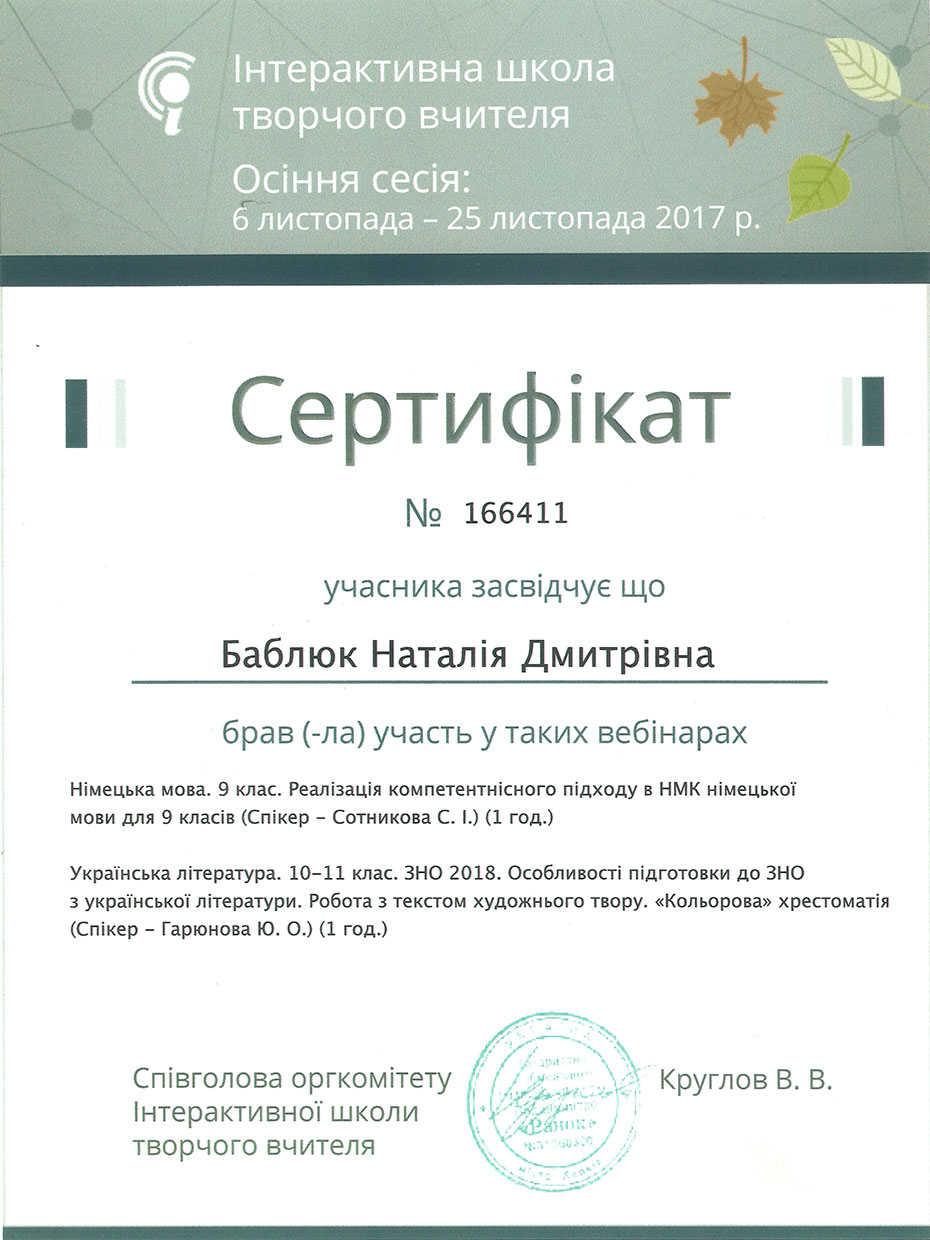 Інтерактивна школа
творчого вчителя
Осіння сесія:
6 листопада – 25 листопада 2017 р.
Сертифікат
№ 166411
учасника засвідчує що
Баблюк Наталія Дмитрівна
брав (-ла) участь у таких вебінарах
Німецька мова. 9 клас. Реалізація компетентнісного підходу в НМК німецької
мови для 9 класів (Спікер – Сотникова С. І.) (1 год.)
Українська література. 10–11 клас. ЗНО 2018. Особливості підготовки до ЗНО
з української літератури. Робота з текстом художнього твору. «Кольорова» хрестоматія
(Спікер – Гарюнова Ю. О.) (1 год.)
Співголова оргкомітету
Інтерактивної школи
творчого вчителя
УКРАЇНА
«Ранок»
місто Харків
Круглов В. В.